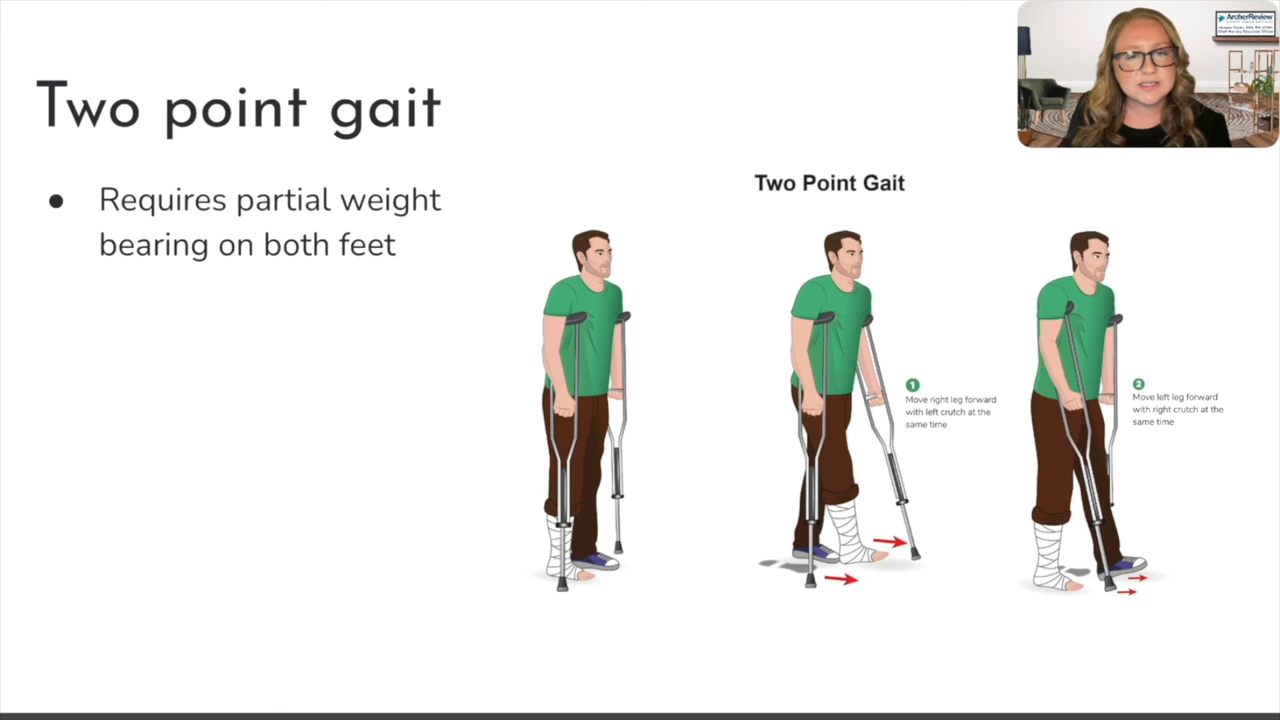 ArcherReview
Two point gait
● Requires partial weight
bearing on both feet
Two Point Gait
1
Move right leg forward
with left crutch at the
same time
2
Move left leg forward
with right crutch at the
same time